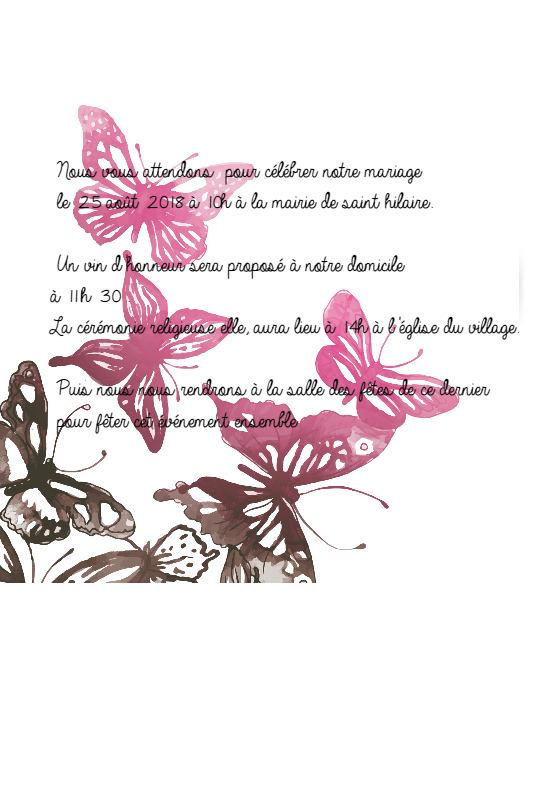 Nous vous attendons pour célébrer notre mariage
le 25 août 2018 à 10h à la mairie de saint hilaire.
Un vin d'honneur sera proposé à notre domicile
à 11h 30
La cérémonie religieuse elle, aura lieu à 14h à l'église du village.
Puis nous nous rendrons à la salle des fêtes de ce dernier
pour fêter cet événement ensemble